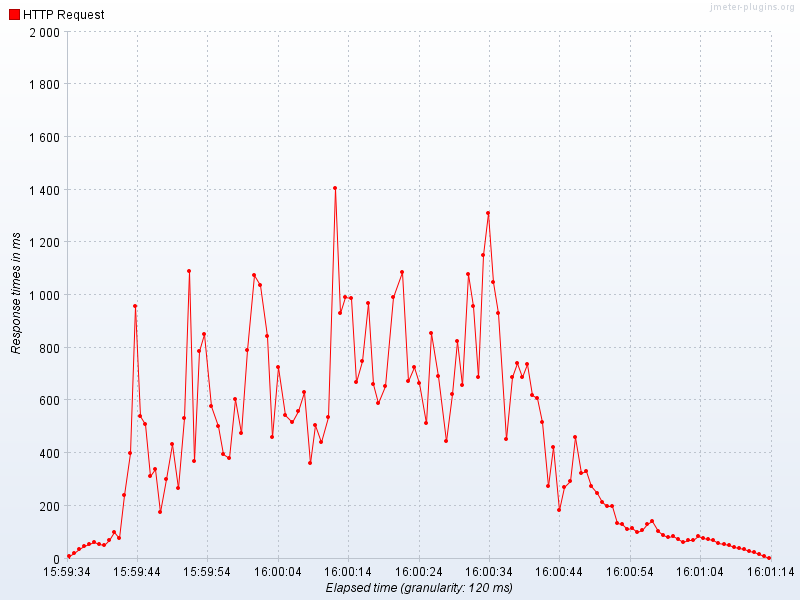 jmeter-plugins.org
HTTP Request
2 000
1 800
1 600
1 400
1 200
1 000
800
600
400
200
0
Response times in ms
15:59:34 15:59:44 15:59:54 16:00:04 16:00:14 16:00:24 16:00:34 16:00:44 16:00:54 16:01:04 16:01:14
Elapsed time (granularity: 120 ms)